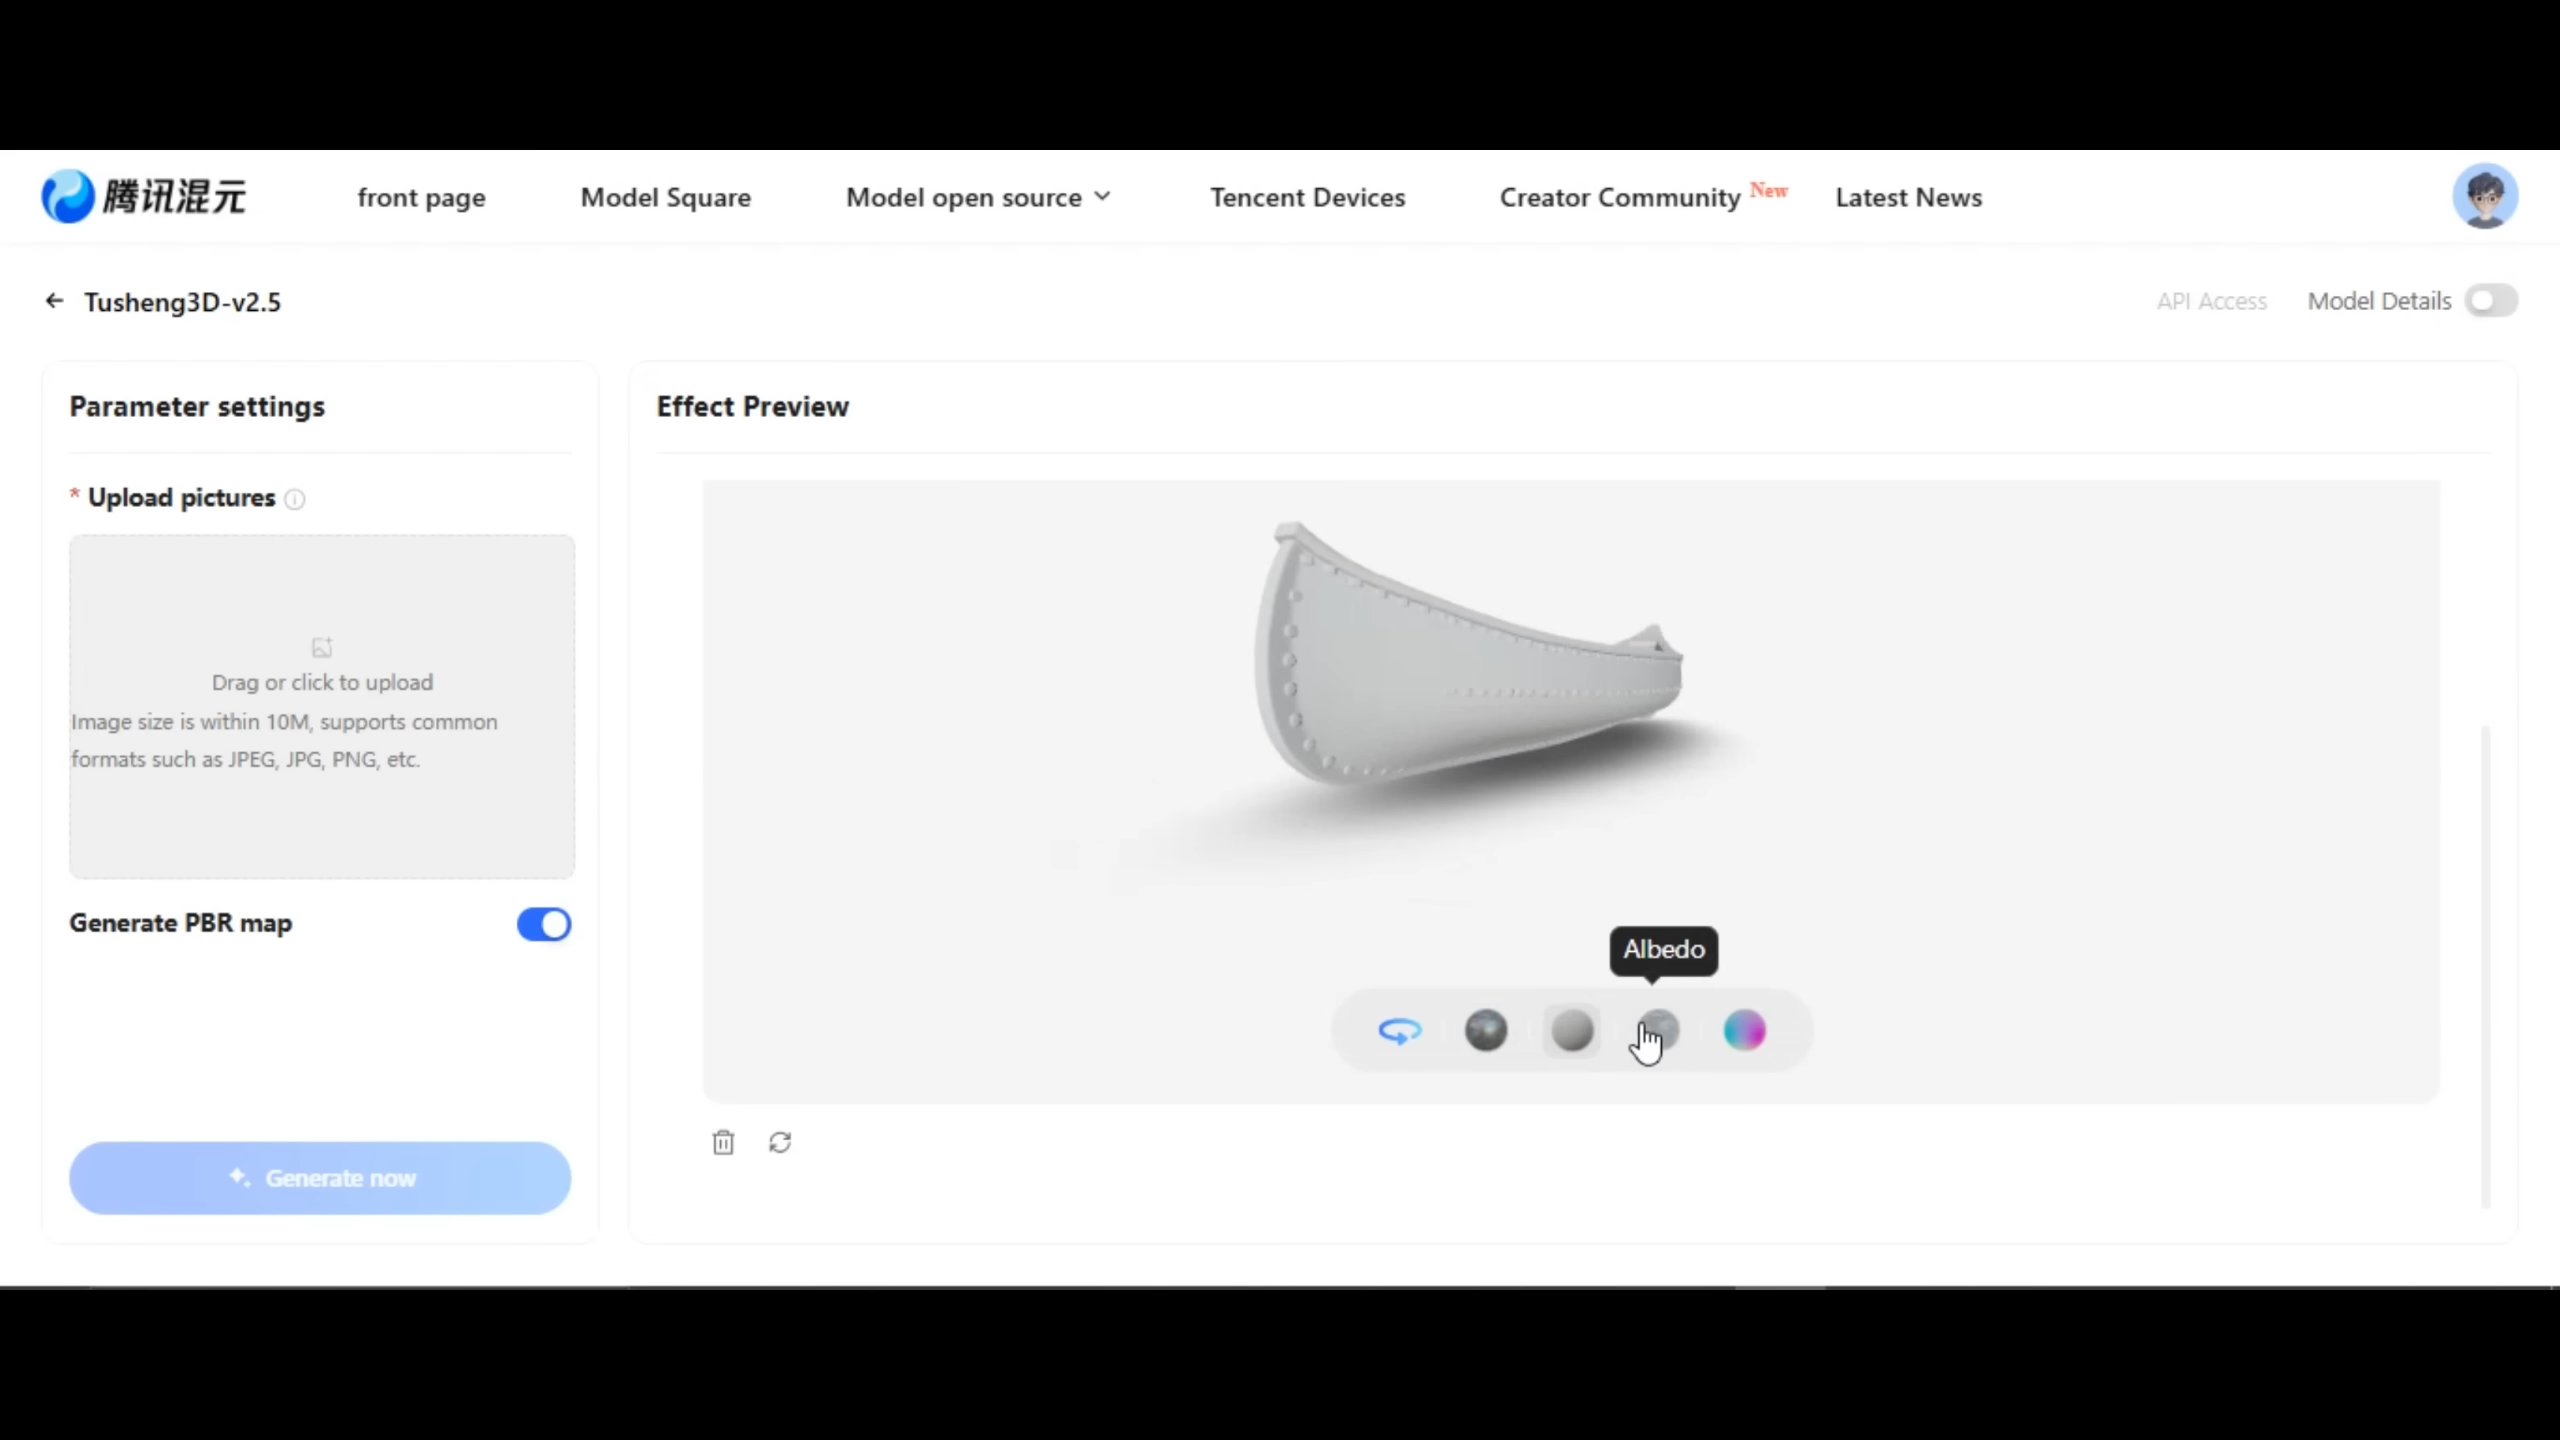 腾讯混元
front page
Model Square
Model open source
Tencent Devices
Creator Community New
Latest News
Tusheng3D-v2.5
API Access
Model Details
Parameter settings
Effect Preview
* Upload pictures
Drag or click to upload
Image size is within 10M, supports common
formats such as JPEG, JPG, PNG, etc.
Generate PBR map
Albedo
Generate now